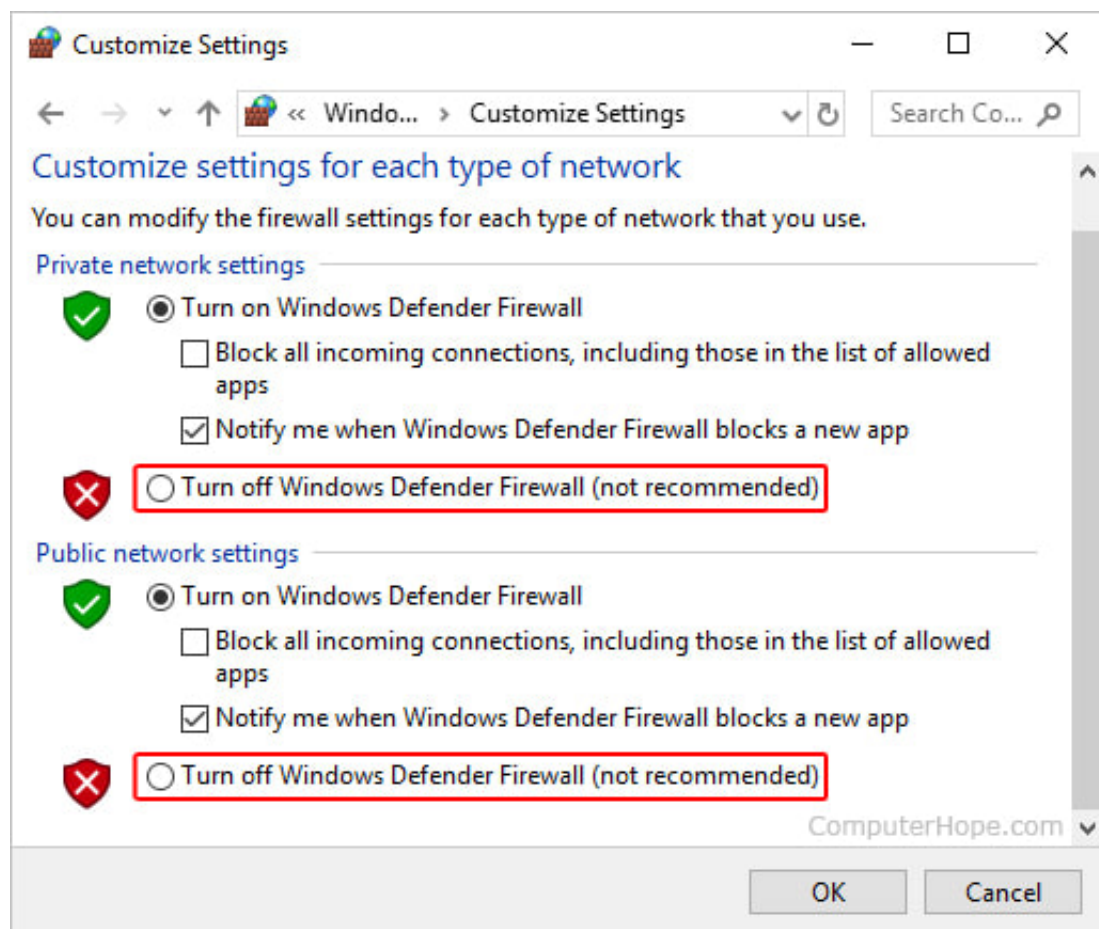 Customize Settings
« Windo... › Customize Settings
Search Co...
Customize settings for each type of network
You can modify the firewall settings for each type of network that you use.
Private network settings
Turn on Windows Defender Firewall
Block all incoming connections, including those in the list of allowed
apps
Notify me when Windows Defender Firewall blocks a new app
Turn off Windows Defender Firewall (not recommended)
Public network settings
Turn on Windows Defender Firewall
Block all incoming connections, including those in the list of allowed
apps
Notify me when Windows Defender Firewall blocks a new app
Turn off Windows Defender Firewall (not recommended)
ComputerHope.com
OK
Cancel